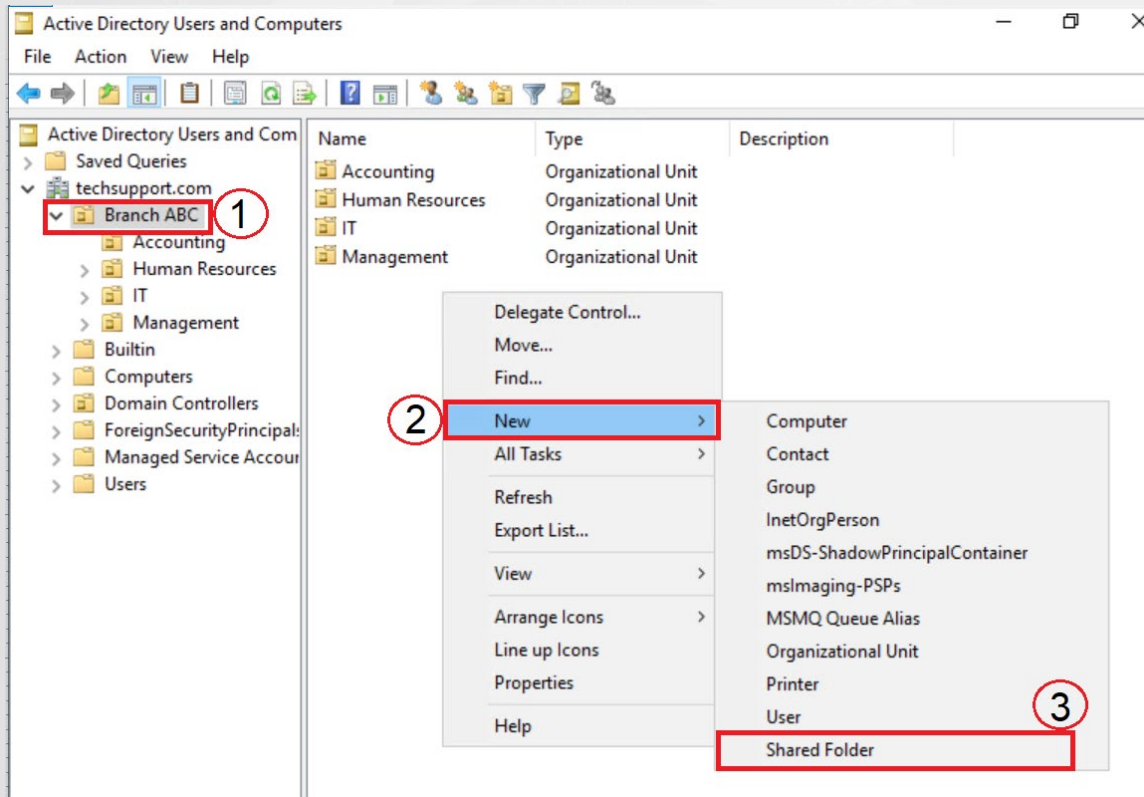 Active Directory Users and Computers
File Action View Help
Active Directory Users and Com
Saved Queries
techsupport.com
Branch ABC
1
Accounting
Human Resources
IT
Management
Builtin
Computers
Domain Controllers
ForeignSecurityPrincipals
Managed Service Accour
Users
Name Type Description
Accounting Organizational Unit
Human Resources Organizational Unit
IT Organizational Unit
Management Organizational Unit
Delegate Control...
Move...
Find...
2
New
All Tasks
Refresh
Export List...
View
Arrange Icons
Line up Icons
Properties
Help
Computer
Contact
Group
InetOrgPerson
msDS-ShadowPrincipalContainer
msImaging-PSPs
MSMQ Queue Alias
Organizational Unit
Printer
User
3
Shared Folder